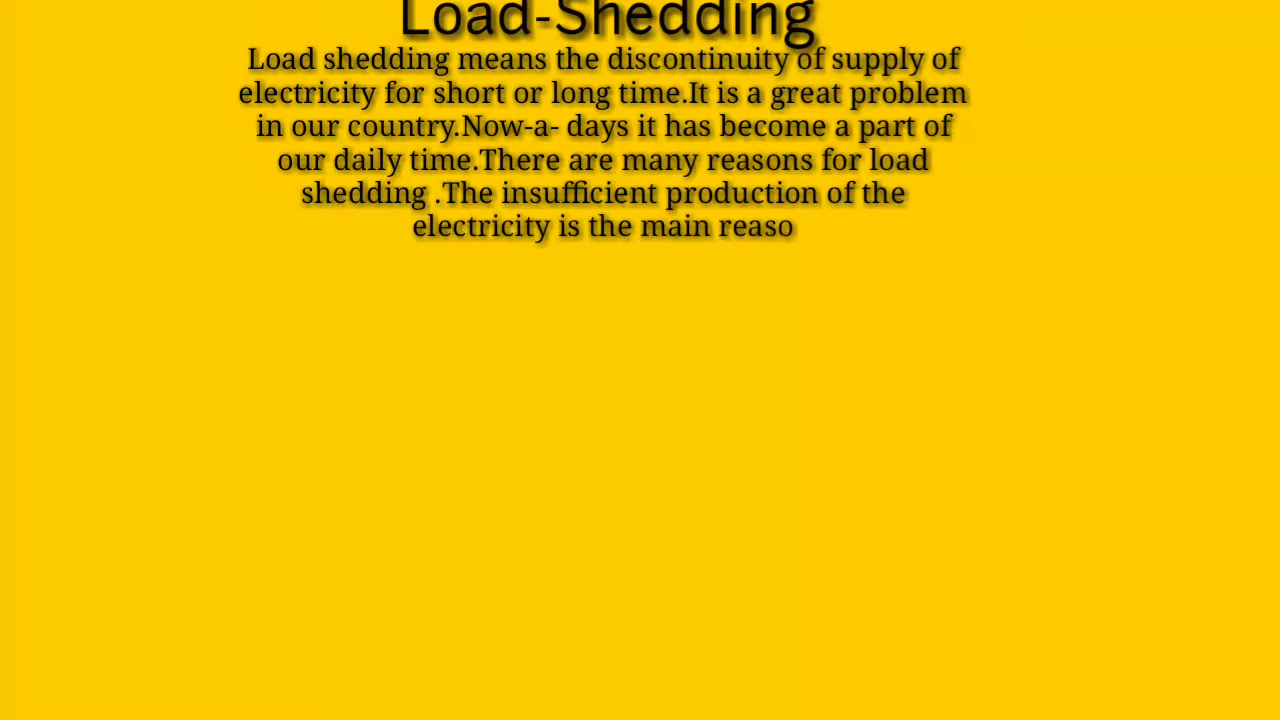 Load-Shedding
Load shedding means the discontinuity of supply of
electricity for short or long time.It is a great problem
in our country.Now-a- days it has become a part of
our daily time.There are many reasons for load
shedding .The insufficient production of the
electricity is the main reaso